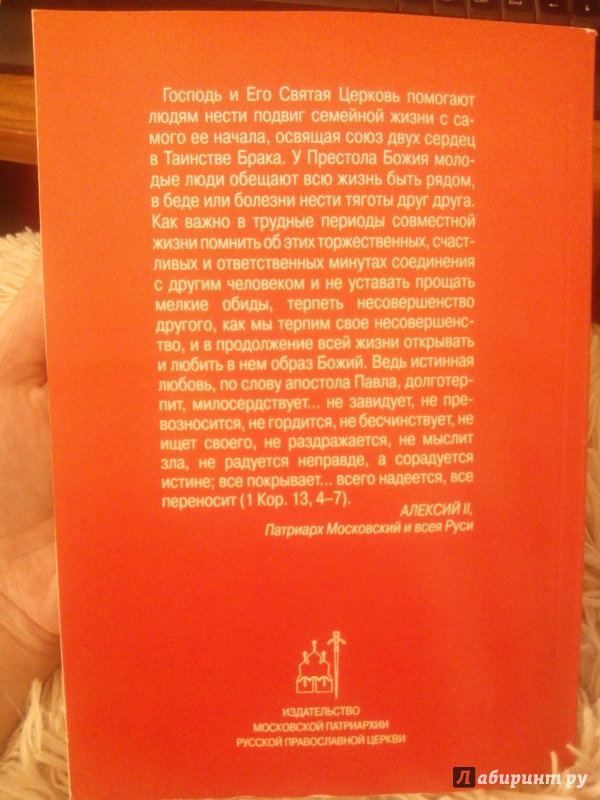 Ctrl
End
Господь и Его Святая Церковь помогают
людям нести подвиг семейной жизни с са-
мого ее начала, освящая союз двух сердец
в Таинстве Брака. У Престола Божия моло-
дые люди обещают всю жизнь быть рядом,
в беде или болезни нести тяготы друг друга.
Как важно в трудные периоды совместной
жизни помнить об этих торжественных, счаст-
ливых и ответственных минутах соединения
с другим человеком и не уставать прощать
мелкие обиды, терпеть несовершенство
другого, как мы терпим свое несовершенс-
тво, и в продолжение всей жизни открывать
и любить в нем образ Божий. Ведь истинная
любовь, по слову апостола Павла, долготер-
пит, милосердствует... не завидует, не пре-
возносится, не гордится, не бесчинствует, не
ищет своего, не раздражается, не мыслит
зла, не радуется неправде, а сорадуется
истине; все покрывает... всего надеется, все
переносит (1 Кор. 13, 4–7).
АЛЕКСИЙ II,
Патриарх Московский и всея Руси
ИЗДАТЕЛЬСТВО
МОСКОВСКОЙ ПАТРИАРХИИ
РУССКОЙ ПРАВОСЛАВНОЙ ЦЕРКВИ
Лабиринт.ру